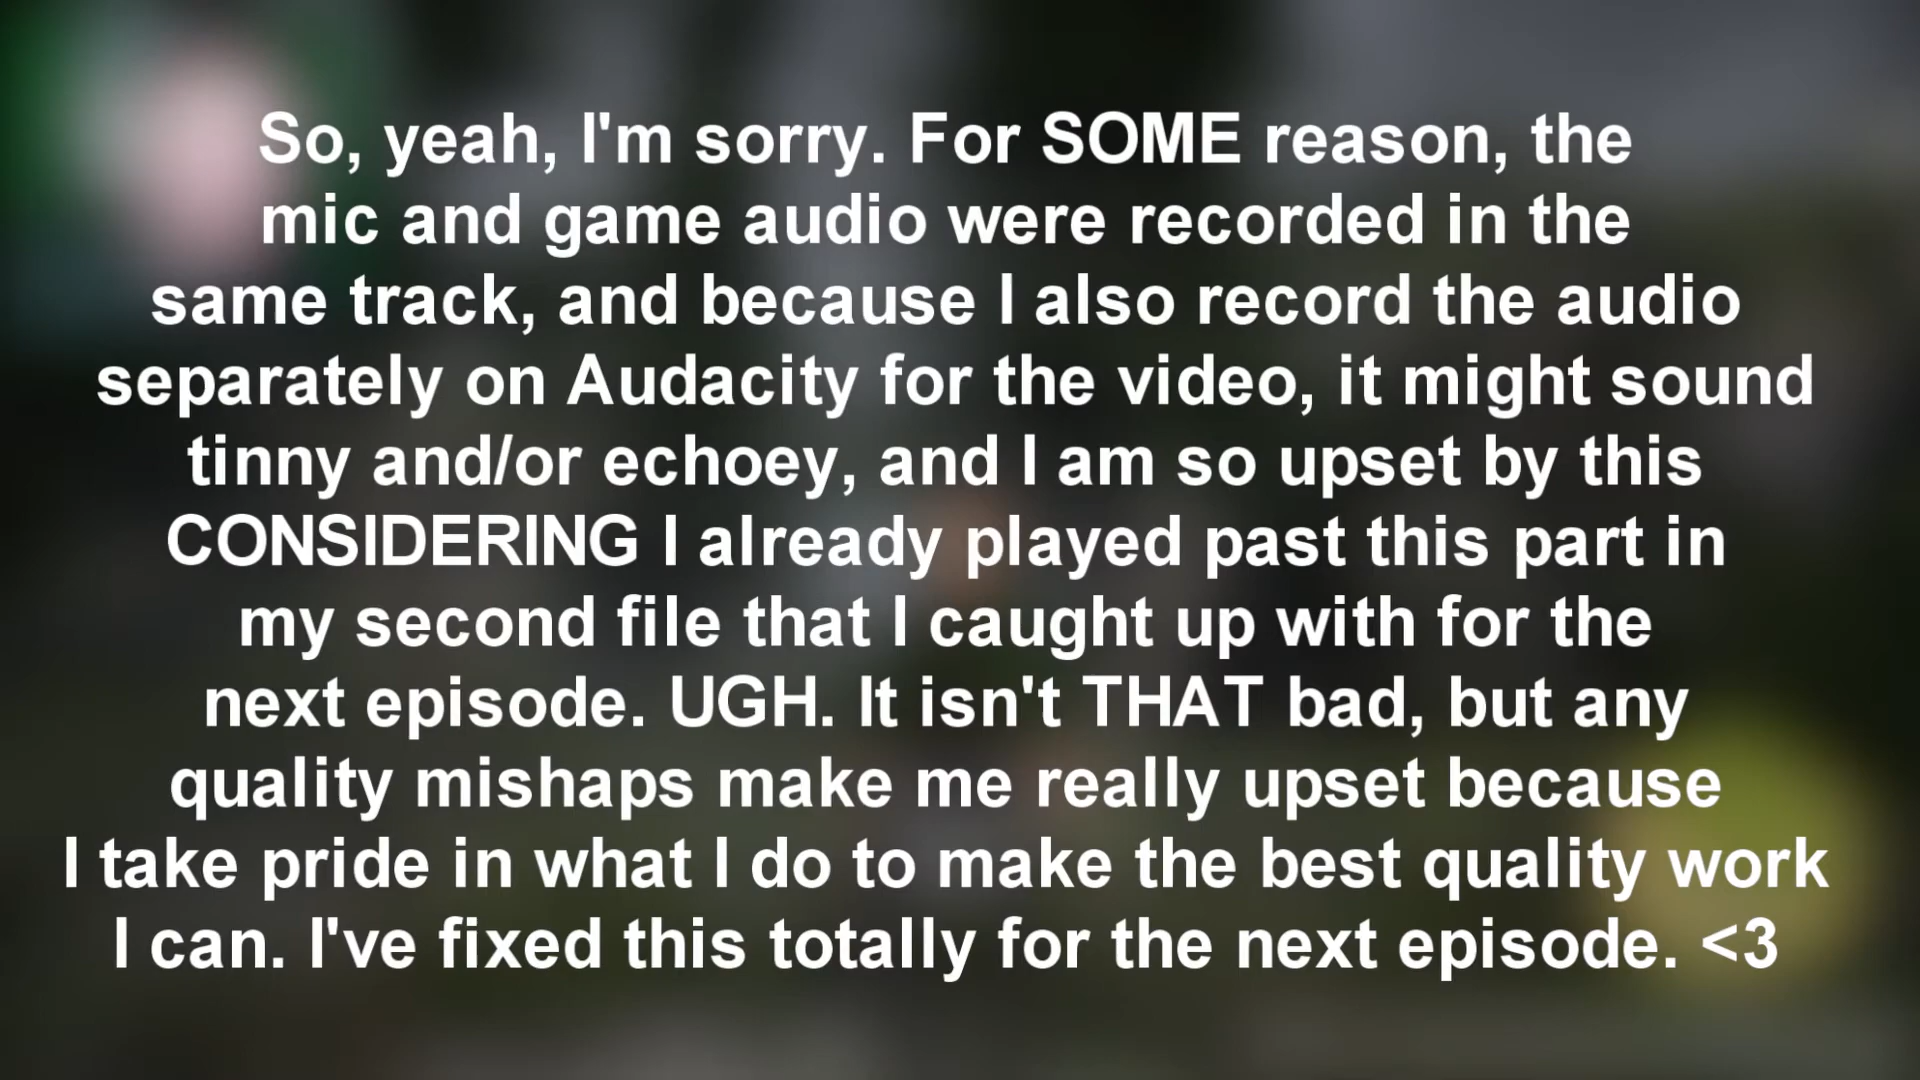 So, yeah, I'm sorry. For SOME reason, the
mic and game audio were recorded in the
same track, and because I also record the audio
separately on Audacity for the video, it might sound
tinny and/or echoey, and I am so upset by this
CONSIDERING I already played past this part in
my second file that I caught up with for the
next episode. UGH. It isn't THAT bad, but any
quality mishaps make me really upset because
I take pride in what I do to make the best quality work
I can. I've fixed this totally for the next episode. <3